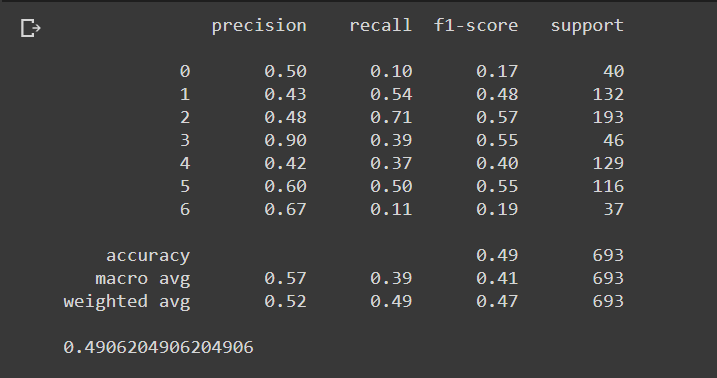 precision recall f1-score support
0 0.50 0.10 0.17 40
1 0.43 0.54 0.48 132
2 0.48 0.71 0.57 193
3 0.90 0.39 0.55 46
4 0.42 0.37 0.40 129
5 0.60 0.50 0.55 116
6 0.67 0.11 0.19 37
accuracy 0.49 693
macro avg 0.57 0.39 0.41 693
weighted avg 0.52 0.49 0.47 693
0.4906204906204906